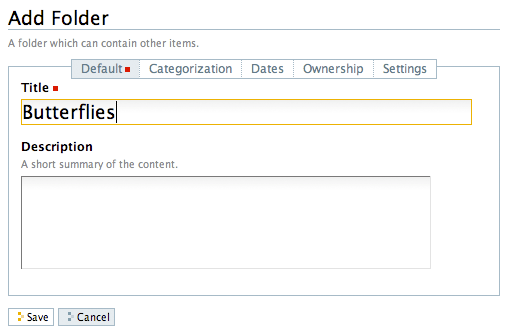 Add Folder
A folder which can contain other items.
Default Categorization Dates Ownership Settings
Title
Butterflies
Description
A short summary of the content.
Save Cancel